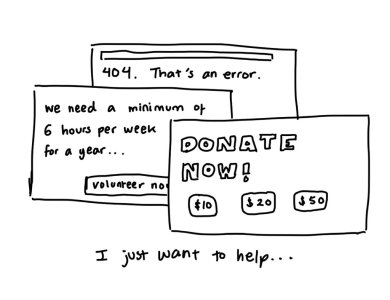 404. That's an error.
we need a minimum of
6 hours per week
for a year...
volunteer now
DONATE
NOW!
$10
$20
$50
I just want to help...